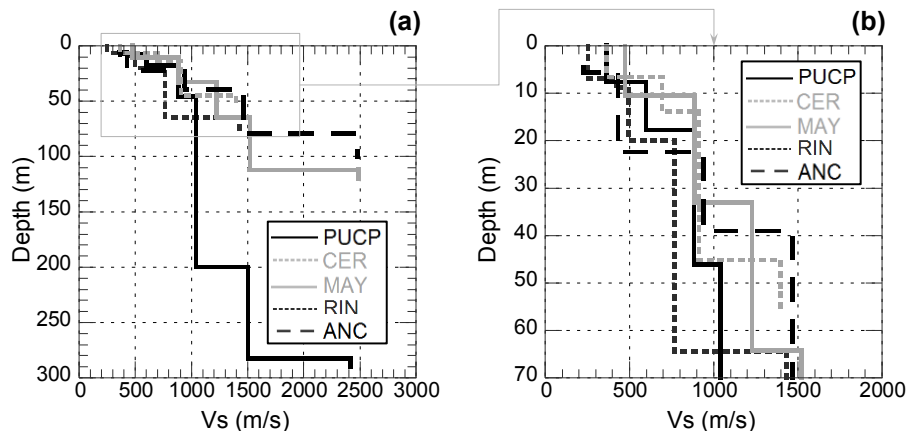 (a)
0
50
100
150
200
250
300
Depth (m)
0 500 1000 1500 2000 2500 3000
Vs (m/s)
PUCP
CER
MAY
RIN
ANC
(b)
0
10
20
30
40
50
60
70
Depth (m)
0 500 1000 1500 2000
Vs (m/s)
PUCP
CER
MAY
RIN
ANC